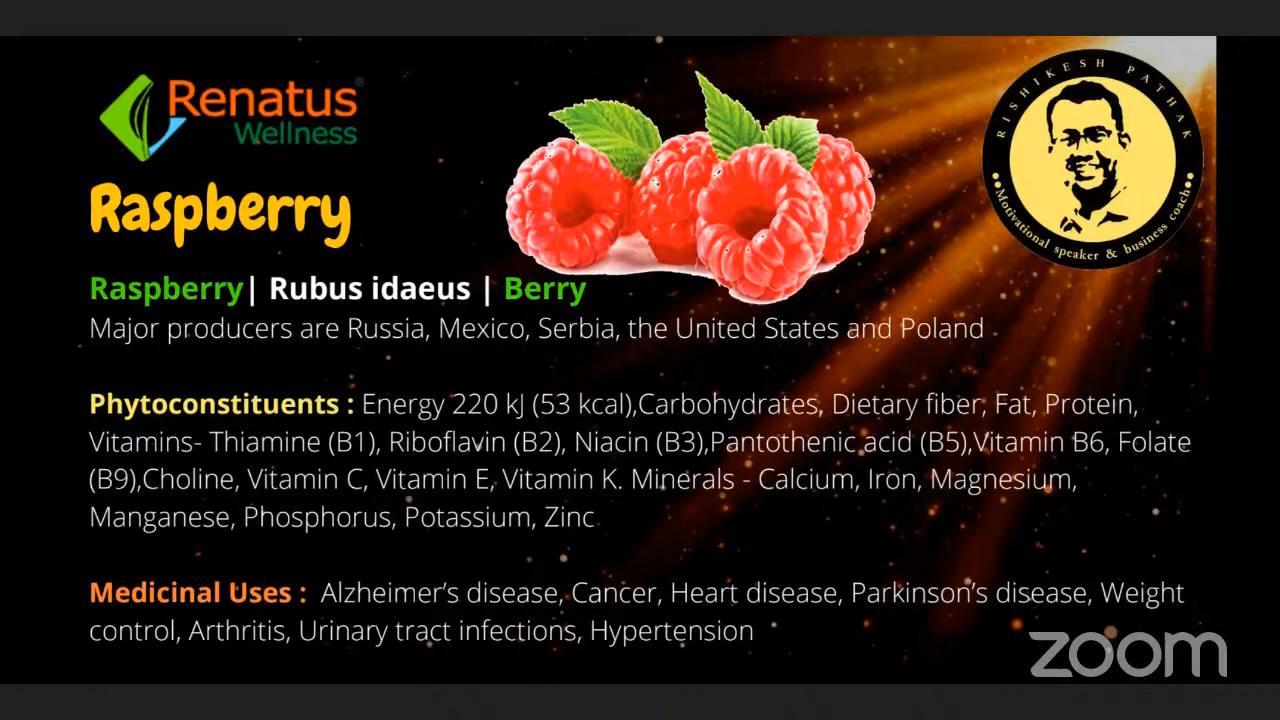 Renatus®
Wellness
RISHIKESH PATHAK
Motivational speaker & business coach
Raspberry
Raspberry| Rubus idaeus | Berry
Major producers are Russia, Mexico, Serbia, the United States and Poland
Phytoconstituents : Energy 220 kJ (53 kcal),Carbohydrates, Dietary fiber, Fat, Protein,
Vitamins- Thiamine (B1), Riboflavin (B2), Niacin (B3),Pantothenic acid (B5),Vitamin B6, Folate
(B9),Choline, Vitamin C, Vitamin E, Vitamin K. Minerals - Calcium, Iron, Magnesium,
Manganese, Phosphorus, Potassium, Zinc
Medicinal Uses : Alzheimer’s disease, Cancer, Heart disease, Parkinson’s disease, Weight
control, Arthritis, Urinary tract infections, Hypertension
zoom